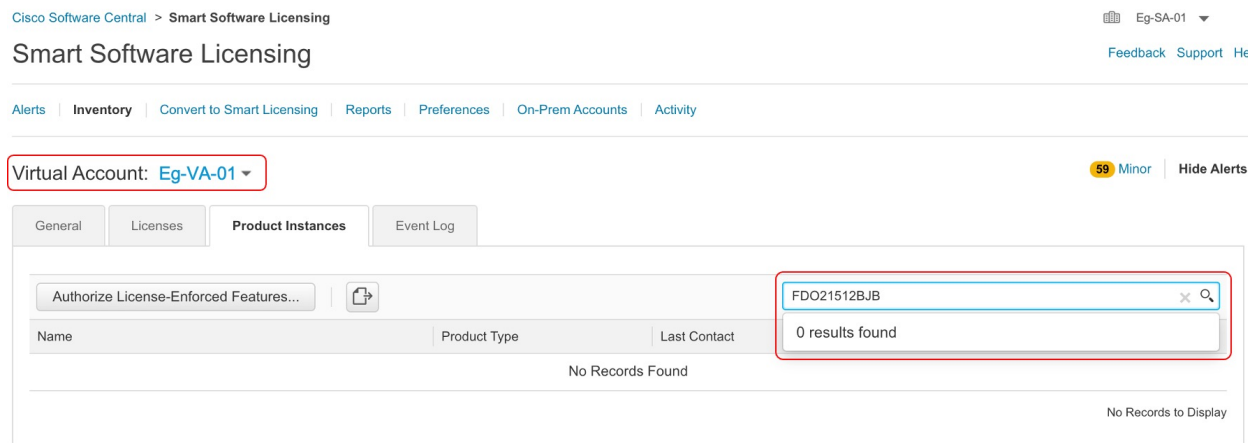 Cisco Software Central > Smart Software Licensing
Eg-SA-01
Smart Software Licensing
Feedback Support He
Alerts Inventory Convert to Smart Licensing Reports Preferences On-Prem Accounts Activity
Virtual Account: Eg-VA-01
59 Minor Hide Alerts
General Licenses Product Instances Event Log
Authorize License-Enforced Features...
FDO21512BJB
0 results found
Name Product Type Last Contact
No Records Found
No Records to Display